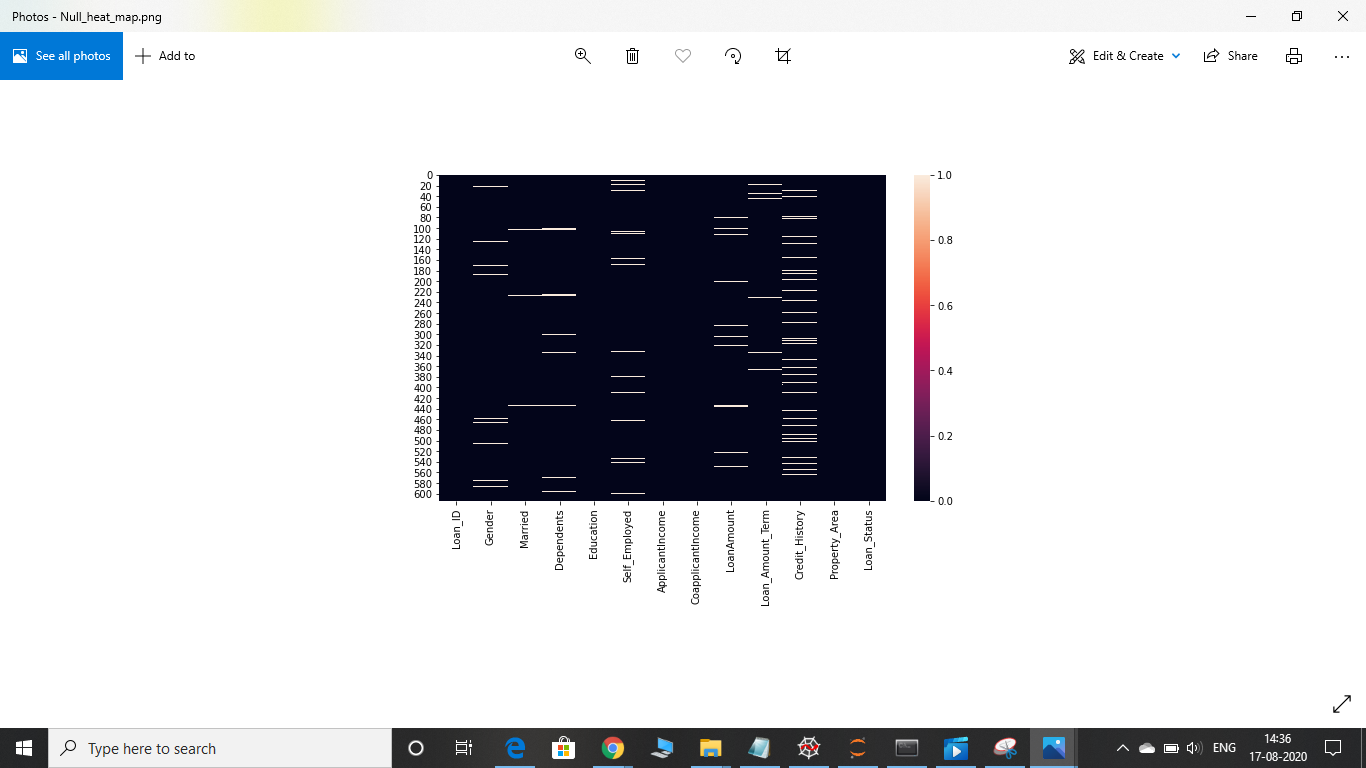 Photos - Null_heat_map.png
See all photos
Add to
Edit & Create
Share
0
20
40
60
80
100
120
140
160
180
200
220
240
260
280
300
320
340
360
380
400
420
440
460
480
500
520
540
560
580
600
1.0
0.8
0.6
0.4
0.2
0.0
Loan_ID
Gender
Married
Dependents
Education
Self_Employed
ApplicantIncome
CoapplicantIncome
LoanAmount
Loan_Amount_Term
Credit_History
Property_Area
Loan_Status
Type here to search
ENG
14:36
17-08-2020